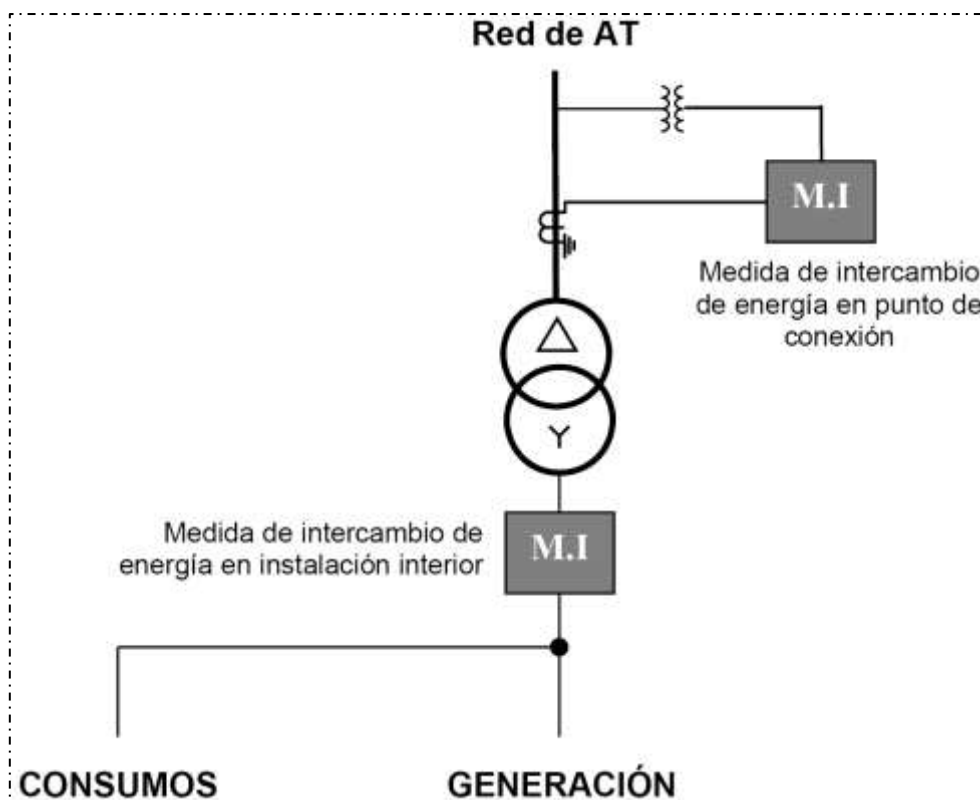 Red de AT
M.I
Medida de intercambio
de energía en punto de
conexión
Medida de intercambio de
energía en instalación interior
M.I
CONSUMOS
GENERACIÓN